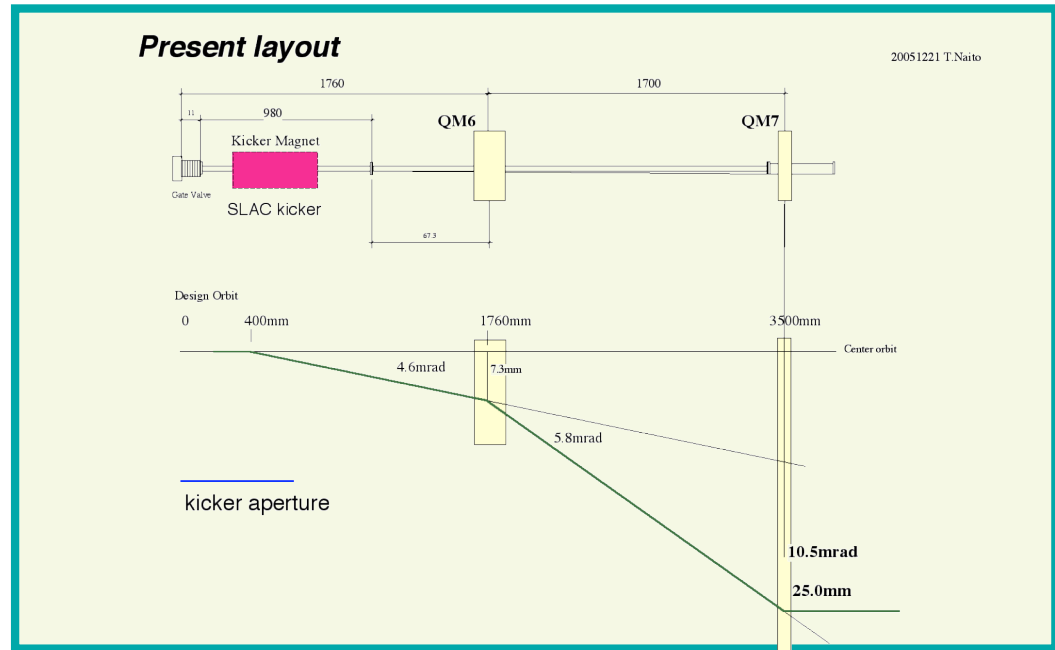 Present layout
20051221 T.Naito
1760
1700
11
980
QM6
QM7
Kicker Magnet
Gate Valve
SLAC kicker
67.3
Design Orbit
0
400mm
1760mm
3500mm
Center orbit
4.6mrad
7.3mm
5.8mrad
kicker aperture
10.5mrad
25.0mm